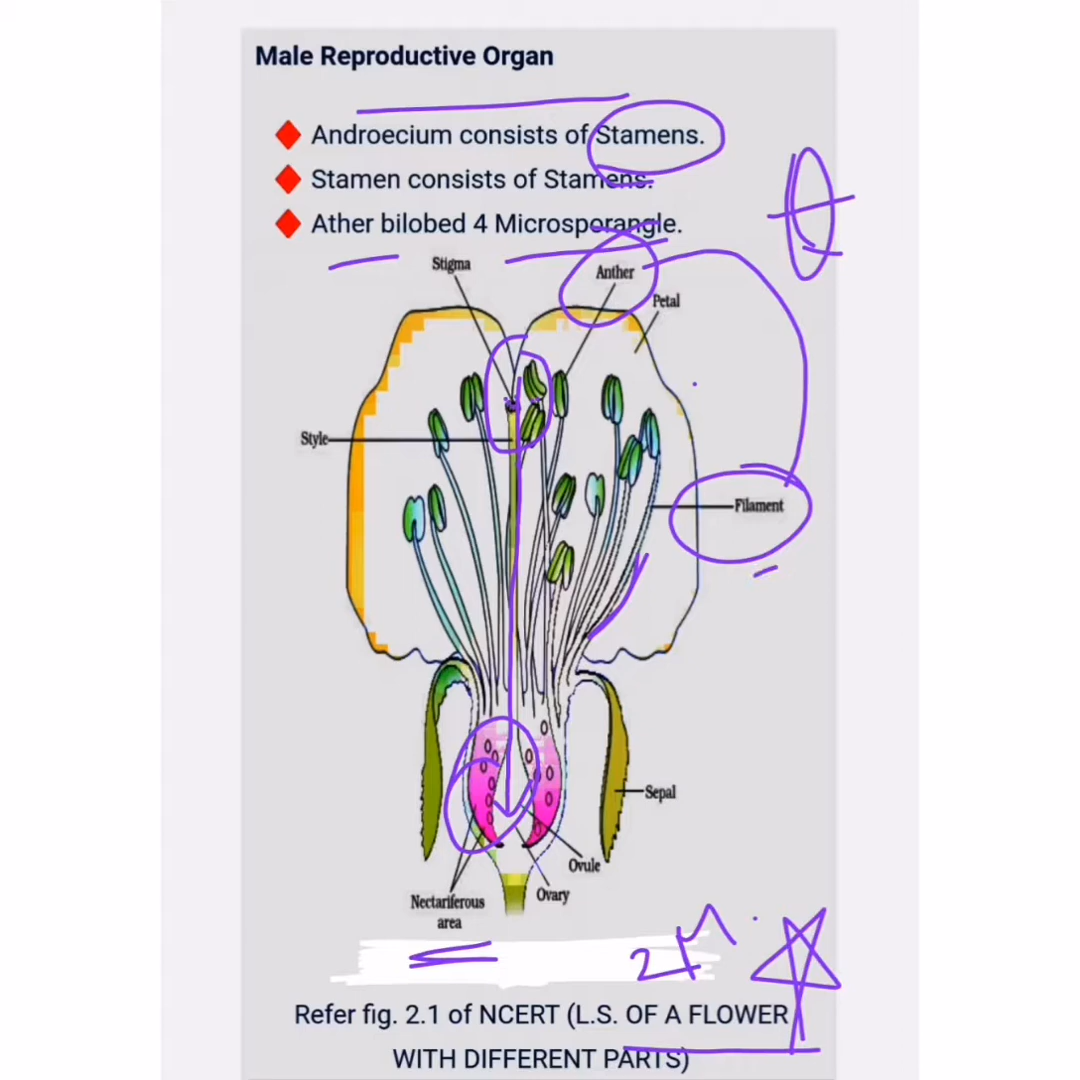 Male Reproductive Organ
Androecium consists of Stamens.
Stamen consists of Stamens.
Ather bilobed 4 Microsporangle.
Stigma
Anther
Petal
Style
Filament
Sepal
Ovule
Nectariferous
area
Ovary
2M
Refer fig. 2.1 of NCERT (L.S. OF A FLOWER
WITH DIFFERENT PARTS)